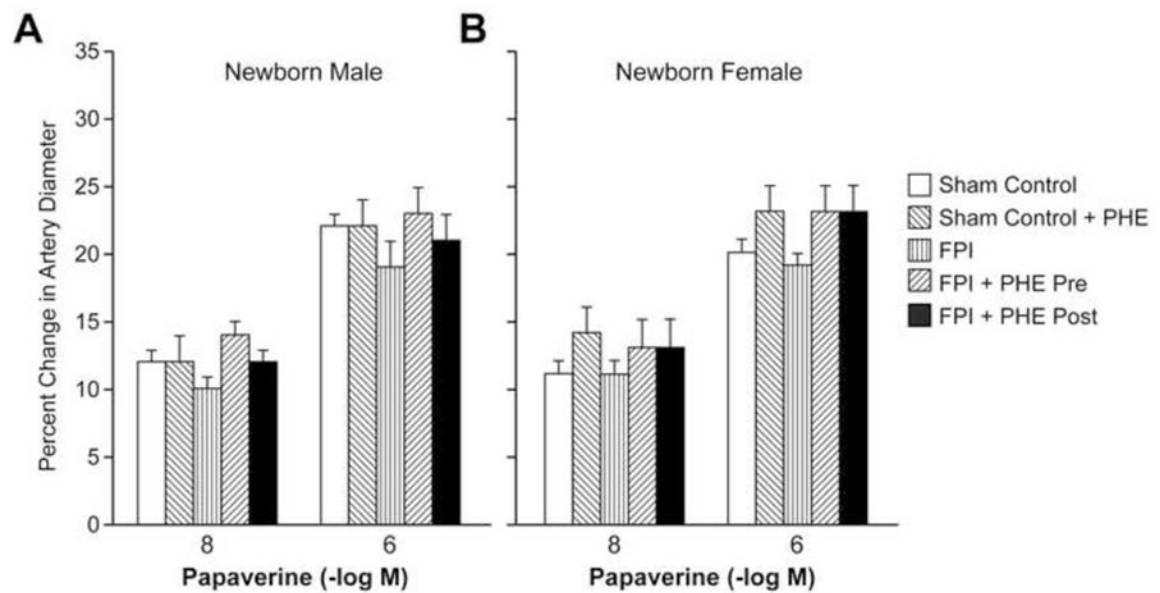 A
B
35
30
25
20
15
10
5
0
Percent Change in Artery Diameter
Newborn Male
Newborn Female
8
6
8
6
Papaverine (-log M)
Papaverine (-log M)
Sham Control
Sham Control + PHE
FPI
FPI + PHE Pre
FPI + PHE Post